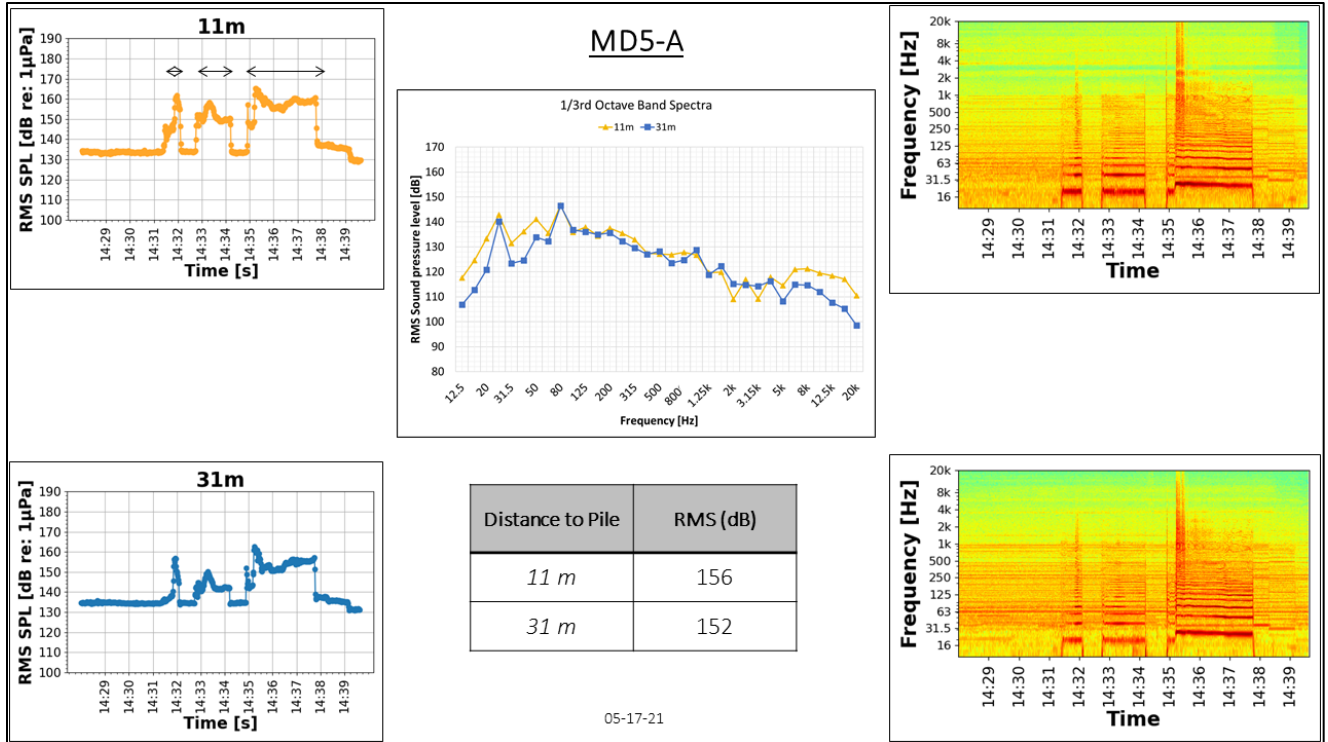 MD5-A
11m
RMS SPL [dB re: 1μPa]
190
180
170
160
150
140
130
120
110
100
14:29 14:30 14:31 14:32 14:33 14:34 14:35 14:36 14:37 14:38 14:39
Time [s]
1/3rd Octave Band Spectra
11m 31m
RMS Sound pressure level [dB]
170
160
150
140
130
120
110
100
90
80
12.5 20 31.5 50 80 125 200 315 500 800 1.25k 2k 3.15k 5k 8k 12.5k 20k
Frequency [Hz]
Frequency [Hz]
20k
8k
4k
2k
1k
500
250
125
63
31.5
16
14:29 14:30 14:31 14:32 14:33 14:34 14:35 14:36 14:37 14:38 14:39
Time
31m
RMS SPL [dB re: 1μPa]
190
180
170
160
150
140
130
120
110
100
14:29 14:30 14:31 14:32 14:33 14:34 14:35 14:36 14:37 14:38 14:39
Time [s]
Distance to Pile RMS (dB)
11 m 156
31 m 152
05-17-21
Frequency [Hz]
20k
8k
4k
2k
1k
500
250
125
63
31.5
16
14:29 14:30 14:31 14:32 14:33 14:34 14:35 14:36 14:37 14:38 14:39
Time